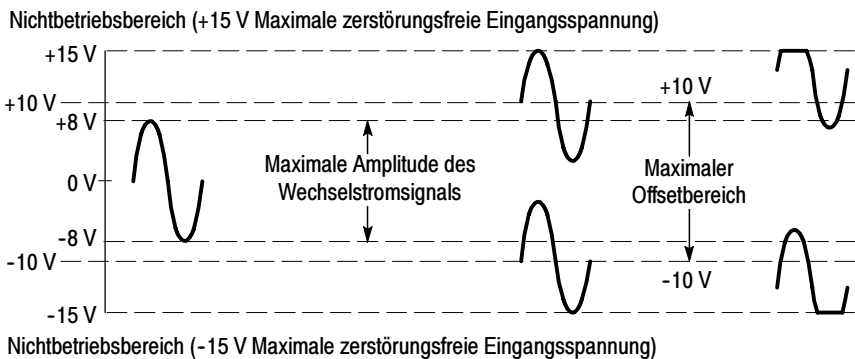 Nichtbetriebsbereich (+15 V Maximale zerstörungsfreie Eingangsspannung)
+15 V
+10 V
+10 V
+8 V
Maximale Amplitude des
Wechselstromsignals
Maximaler
Offsetbereich
0 V
-8 V
-10 V
-10 V
-15 V
Nichtbetriebsbereich (-15 V Maximale zerstörungsfreie Eingangsspannung)